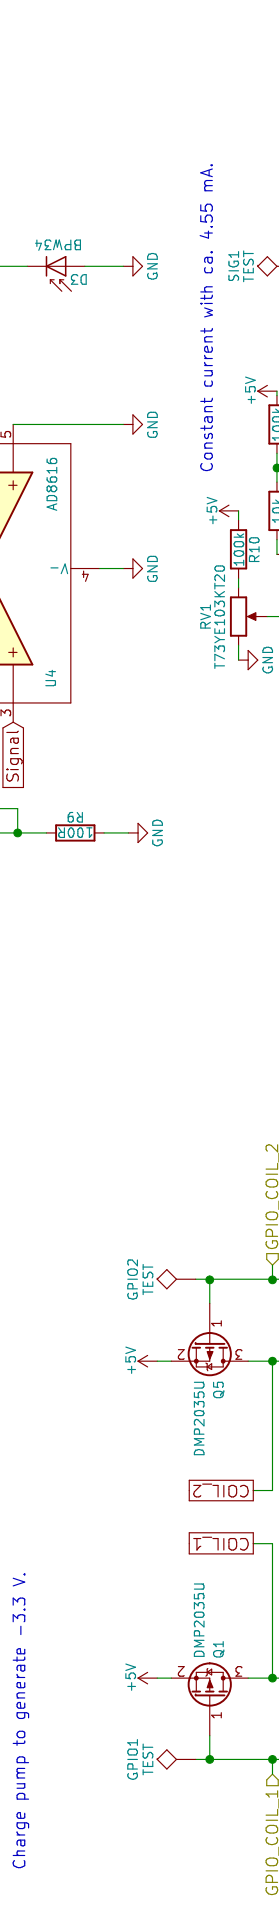 BPW34
D3
GND
Constant current with ca. 4.55 mA.
SIG1
TEST
5
GND
+5V
100k
AD8616
+5V
V-
4
GND
100k
R10
10k
RV1
T73YE103KT20
GND
U4
3
Signal
R9
100R
GND
GPIO_COIL_2
GPIO2
TEST
1
+5V
2
3
DMP2035U
Q5
COIL_2
COIL_1
DMP2035U
Q1
+5V
2
3
1
GPIO1
TEST
GPIO_COIL_1
Charge pump to generate -3.3 V.